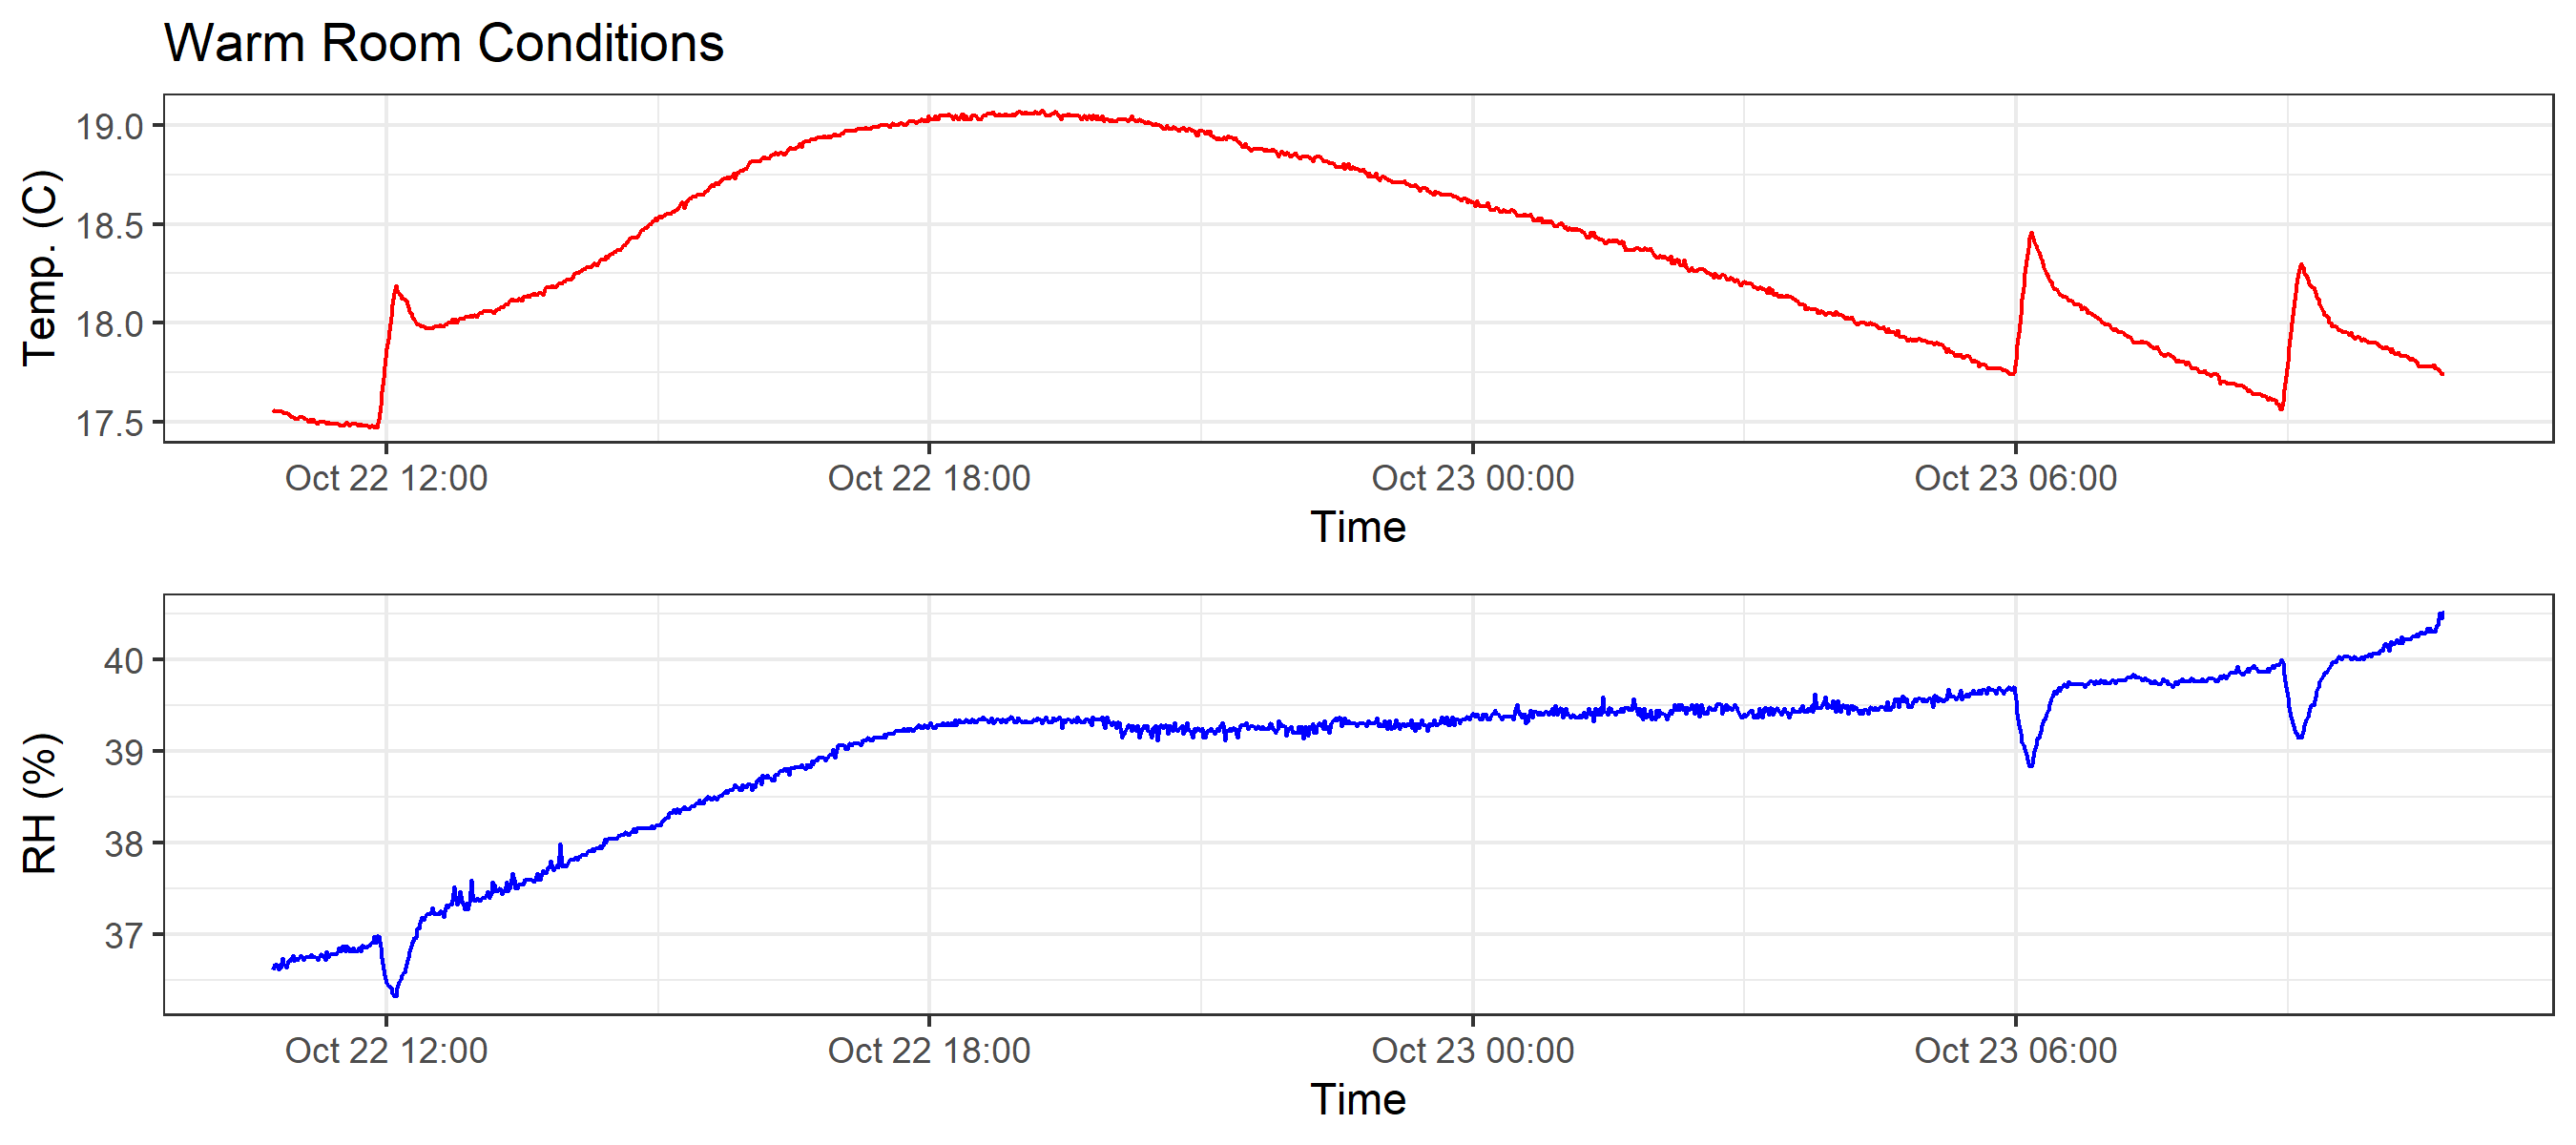 Warm Room Conditions
Temp. (C)
19.0
18.5
18.0
17.5
Oct 22 12:00 Oct 22 18:00 Oct 23 00:00 Oct 23 06:00
Time
RH (%)
40
39
38
37
Oct 22 12:00 Oct 22 18:00 Oct 23 00:00 Oct 23 06:00
Time